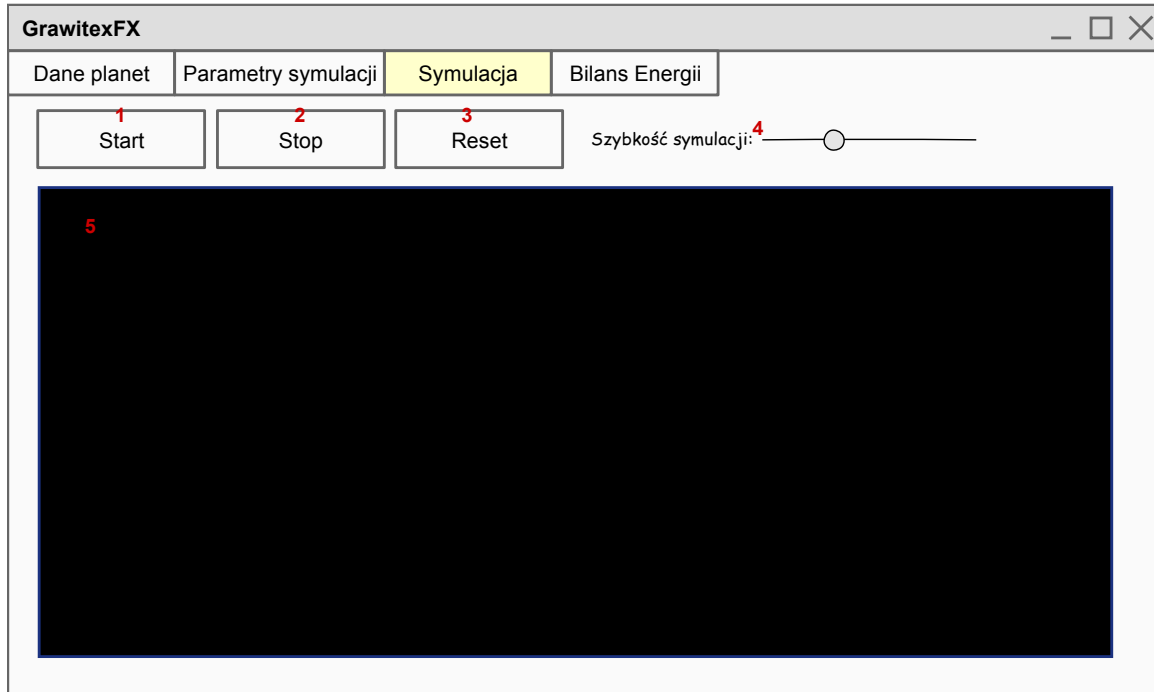 GrawitexFX
Dane planet Parametry symulacji Symulacja Bilans Energii
1 2 3 4
Start Stop Reset Szybkość symulacji:
5